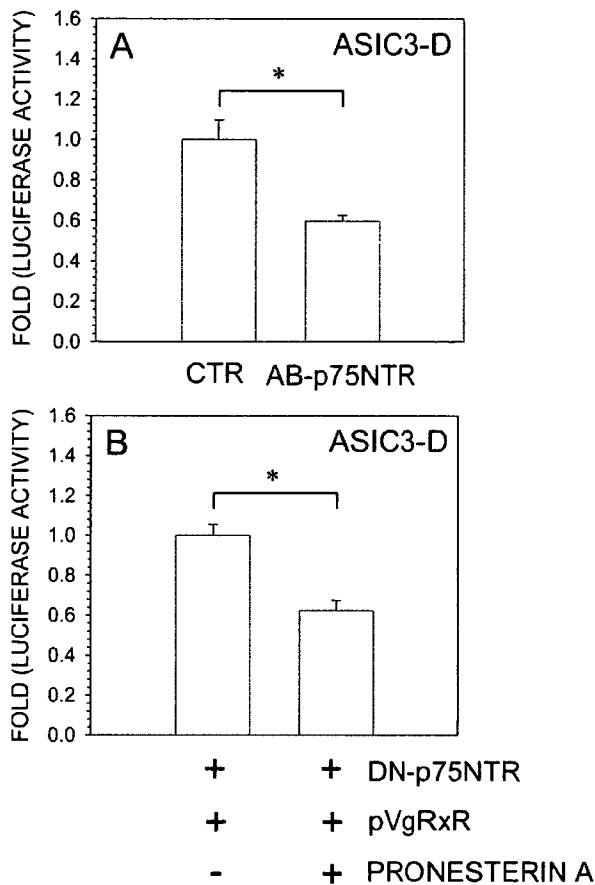 A ASIC3-D
*
FOLD (LUCIFERASE ACTIVITY)
1.6
1.4
1.2
1.0
0.8
0.6
0.4
0.2
0.0
CTR AB-p75NTR
B ASIC3-D
*
FOLD (LUCIFERASE ACTIVITY)
1.6
1.4
1.2
1.0
0.8
0.6
0.4
0.2
0.0
+ + DN-p75NTR
+ + pVgRxR
- + PRONESTERIN A